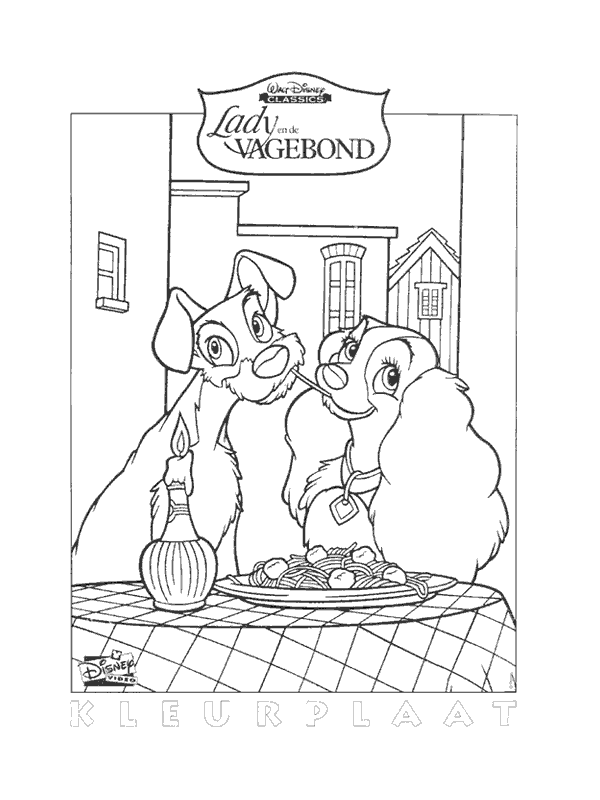 WALT DISNEY
CLASSICS
Lady en de
VAGEBOND
DISNEY
VIDEO
KLEURPLAAT